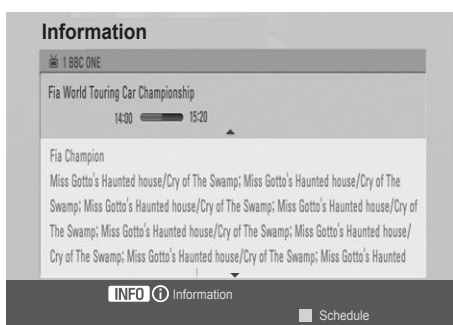 Information
1 BBC ONE
Fia World Touring Car Championship
14:00 15:20
Fia Champion
Miss Gotto's Haunted house/Cry of The Swamp; Miss Gotto's Haunted house/Cry of The
Swamp; Miss Gotto's Haunted house/Cry of The Swamp; Miss Gotto's Haunted house/Cry of
The Swamp; Miss Gotto's Haunted house/Cry of The Swamp; Miss Gotto's Haunted house/
Cry of The Swamp; Miss Gotto's Haunted house/Cry of The Swamp; Miss Gotto's Haunted
INFO i Information
Schedule